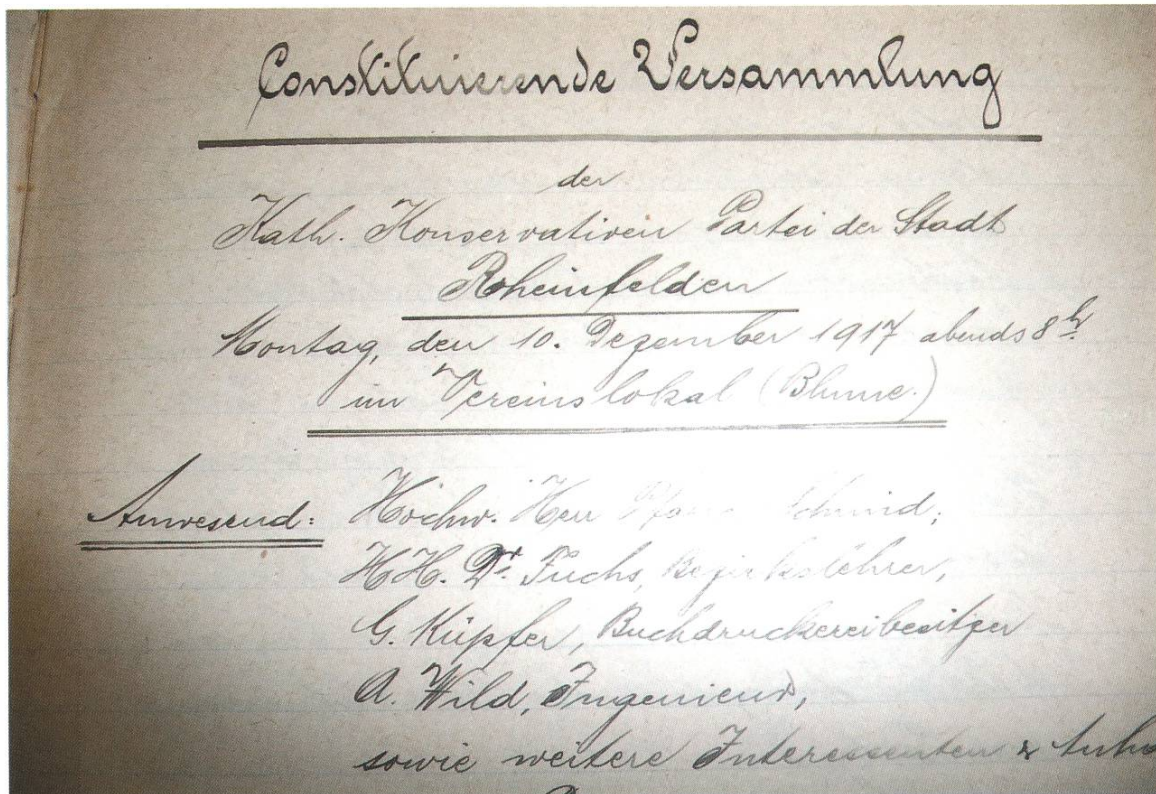 Constituierende Versammlung
der
Kath. Konservativen Partei der Stadt
Rheinfelden
Montag, den 10. Dezember 1917 abends 8 h.
im Vereinslokal (Blume.)
Anwesend: Hochw. Herr Pfarrer Schmid;
H.H. Dr. Fuchs, Bezirkslehrer,
G. Küpfer, Buchdruckereibesitzer
A. Wild, Ingenieur,
sowie weitere Interessenten &